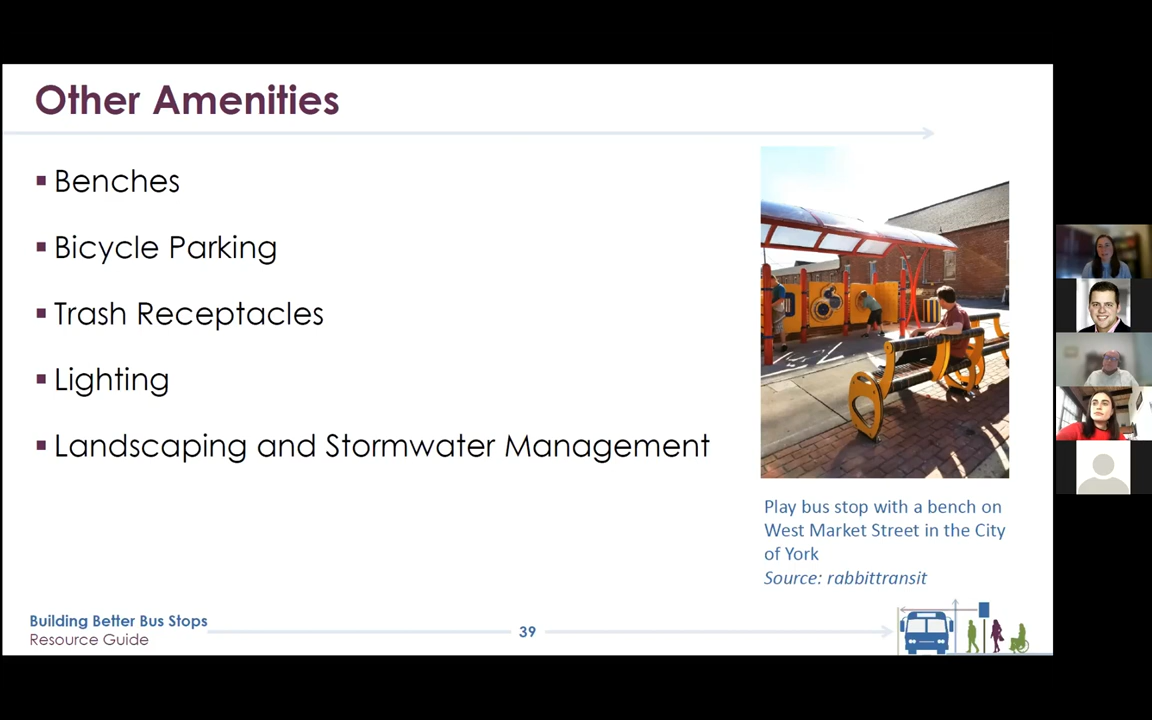 Other Amenities
Benches
Bicycle Parking
Trash Receptacles
Lighting
Landscaping and Stormwater Management
Play bus stop with a bench on
West Market Street in the City
of York
Source: rabbittransit
Building Better Bus Stops
Resource Guide
39